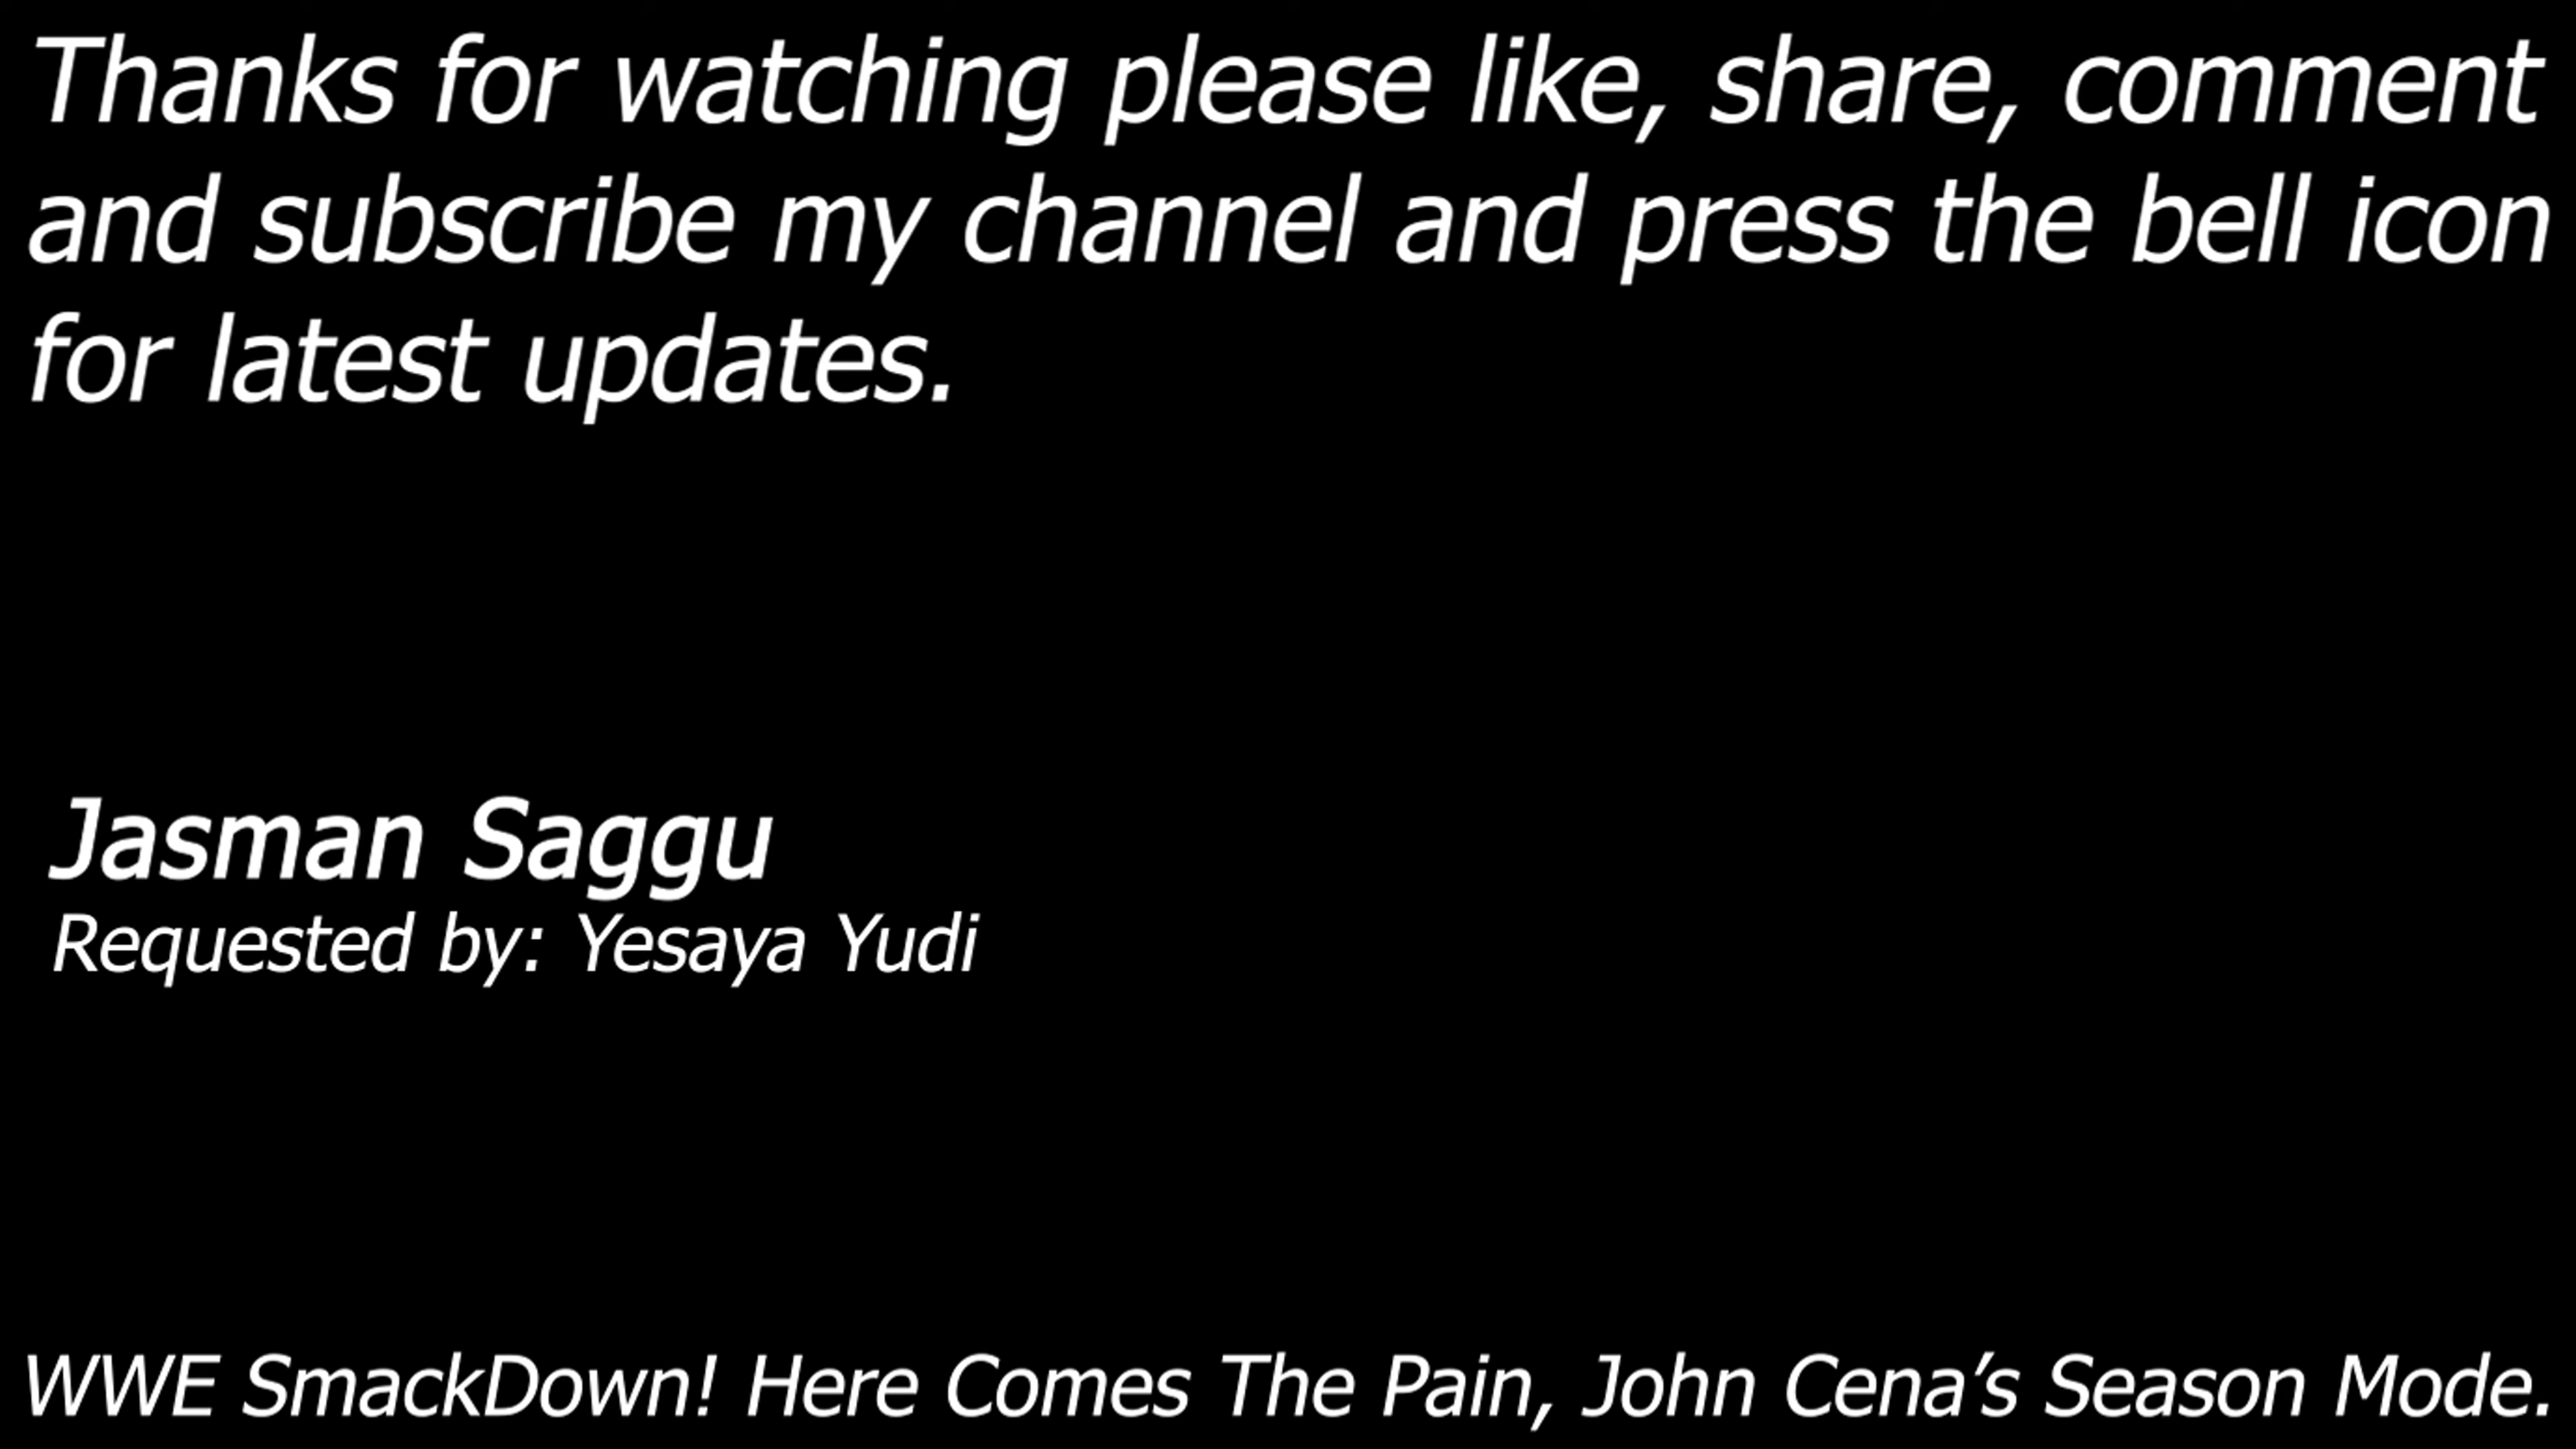 Thanks for watching please like, share, comment
and subscribe my channel and press the bell icon
for latest updates.
Jasman Saggu
Requested by: Yesaya Yudi
WWE SmackDown! Here Comes The Pain, John Cena’s Season Mode.